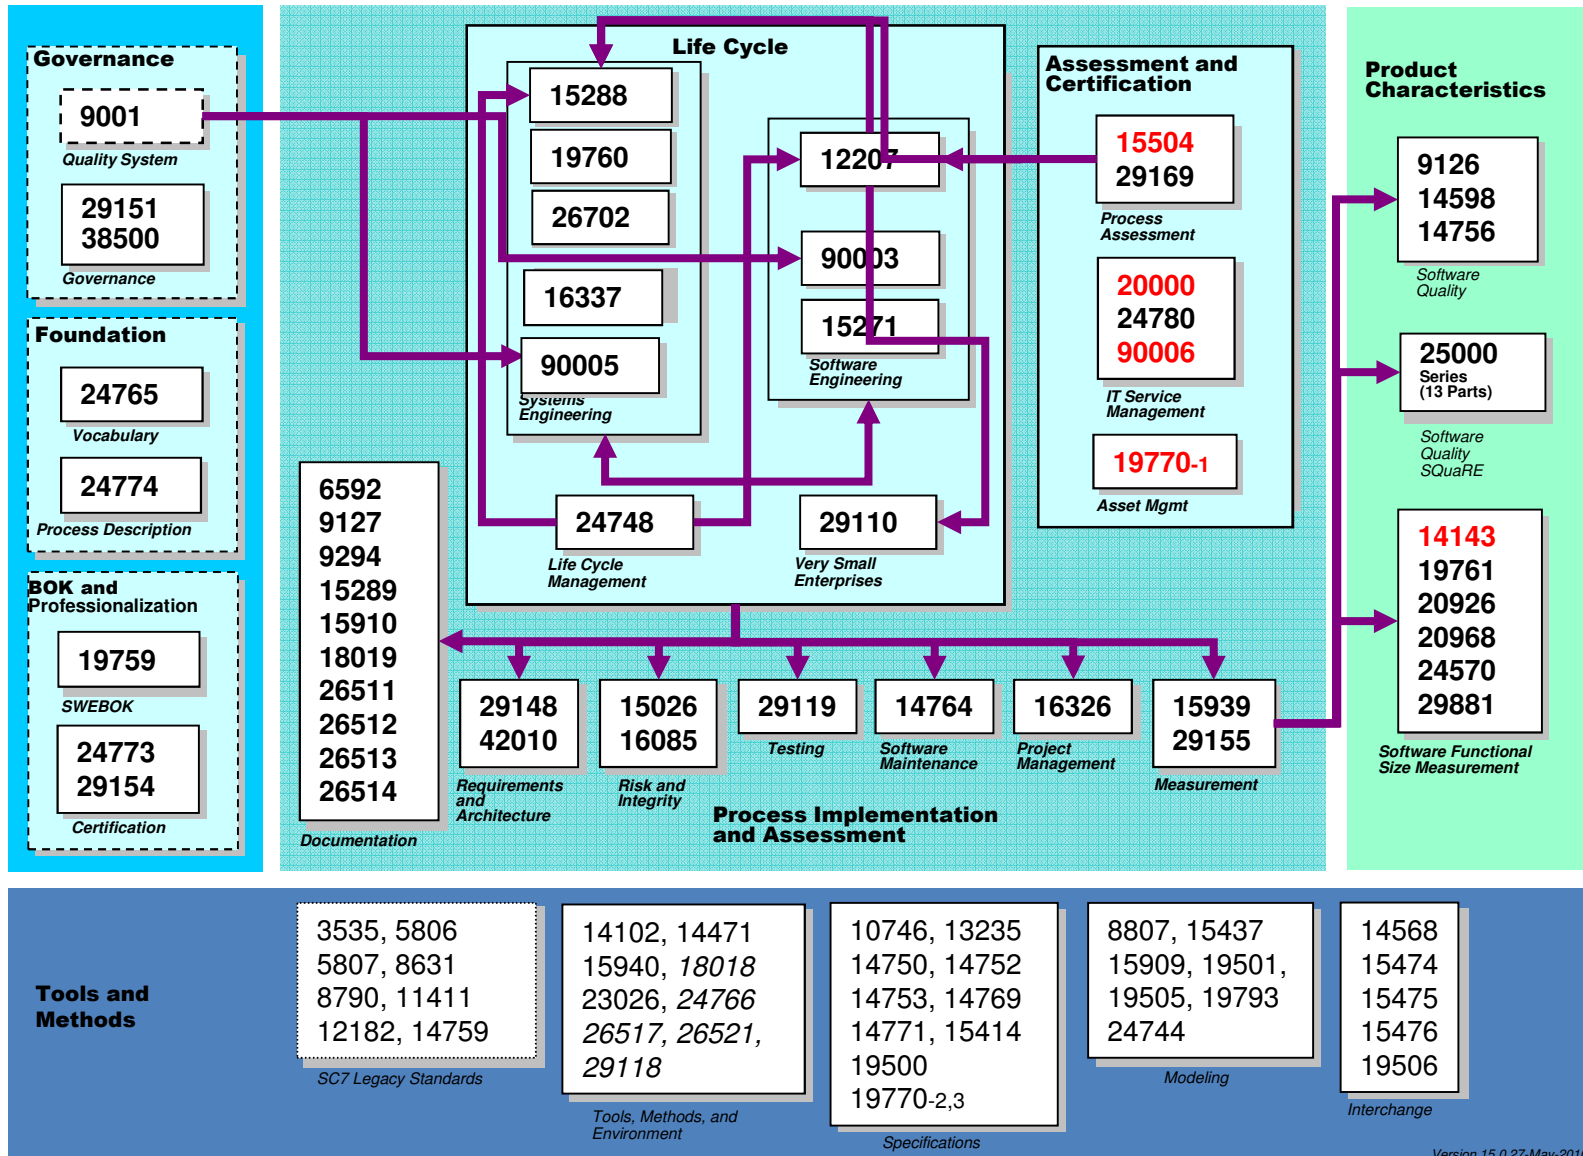 Governance
9001
Quality System
29151
38500
Governance
Foundation
24765
Vocabulary
24774
Process Description
BOK and
Professionalization
19759
SWEBOK
24773
29154
Certification
Life Cycle
15288
19760
26702
16337
90005
Systems
Engineering
12207
90003
15271
Software
Engineering
24748
Life Cycle
Management
29110
Very Small
Enterprises
Assessment and
Certification
15504
29169
Process
Assessment
20000
24780
90006
IT Service
Management
19770-1
Asset Mgmt
6592
9127
9294
15289
15910
18019
26511
26512
26513
26514
Documentation
29148
42010
Requirements
and
Architecture
15026
16085
Risk and
Integrity
29119
Testing
14764
Software
Maintenance
16326
Project
Management
15939
29155
Measurement
Process Implementation
and Assessment
Product
Characteristics
9126
14598
14756
Software
Quality
25000
Series
(13 Parts)
Software
Quality
SQuaRE
14143
19761
20926
20968
24570
29881
Software Functional
Size Measurement
Tools and
Methods
3535, 5806
5807, 8631
8790, 11411
12182, 14759
SC7 Legacy Standards
14102, 14471
15940, 18018
23026, 24766
26517, 26521,
29118
Tools, Methods, and
Environment
10746, 13235
14750, 14752
14753, 14769
14771, 15414
19500
19770-2,3
Specifications
8807, 15437
15909, 19501,
19505, 19793
24744
Modeling
14568
15474
15475
15476
19506
Interchange
Version 15.0 27-May-2010